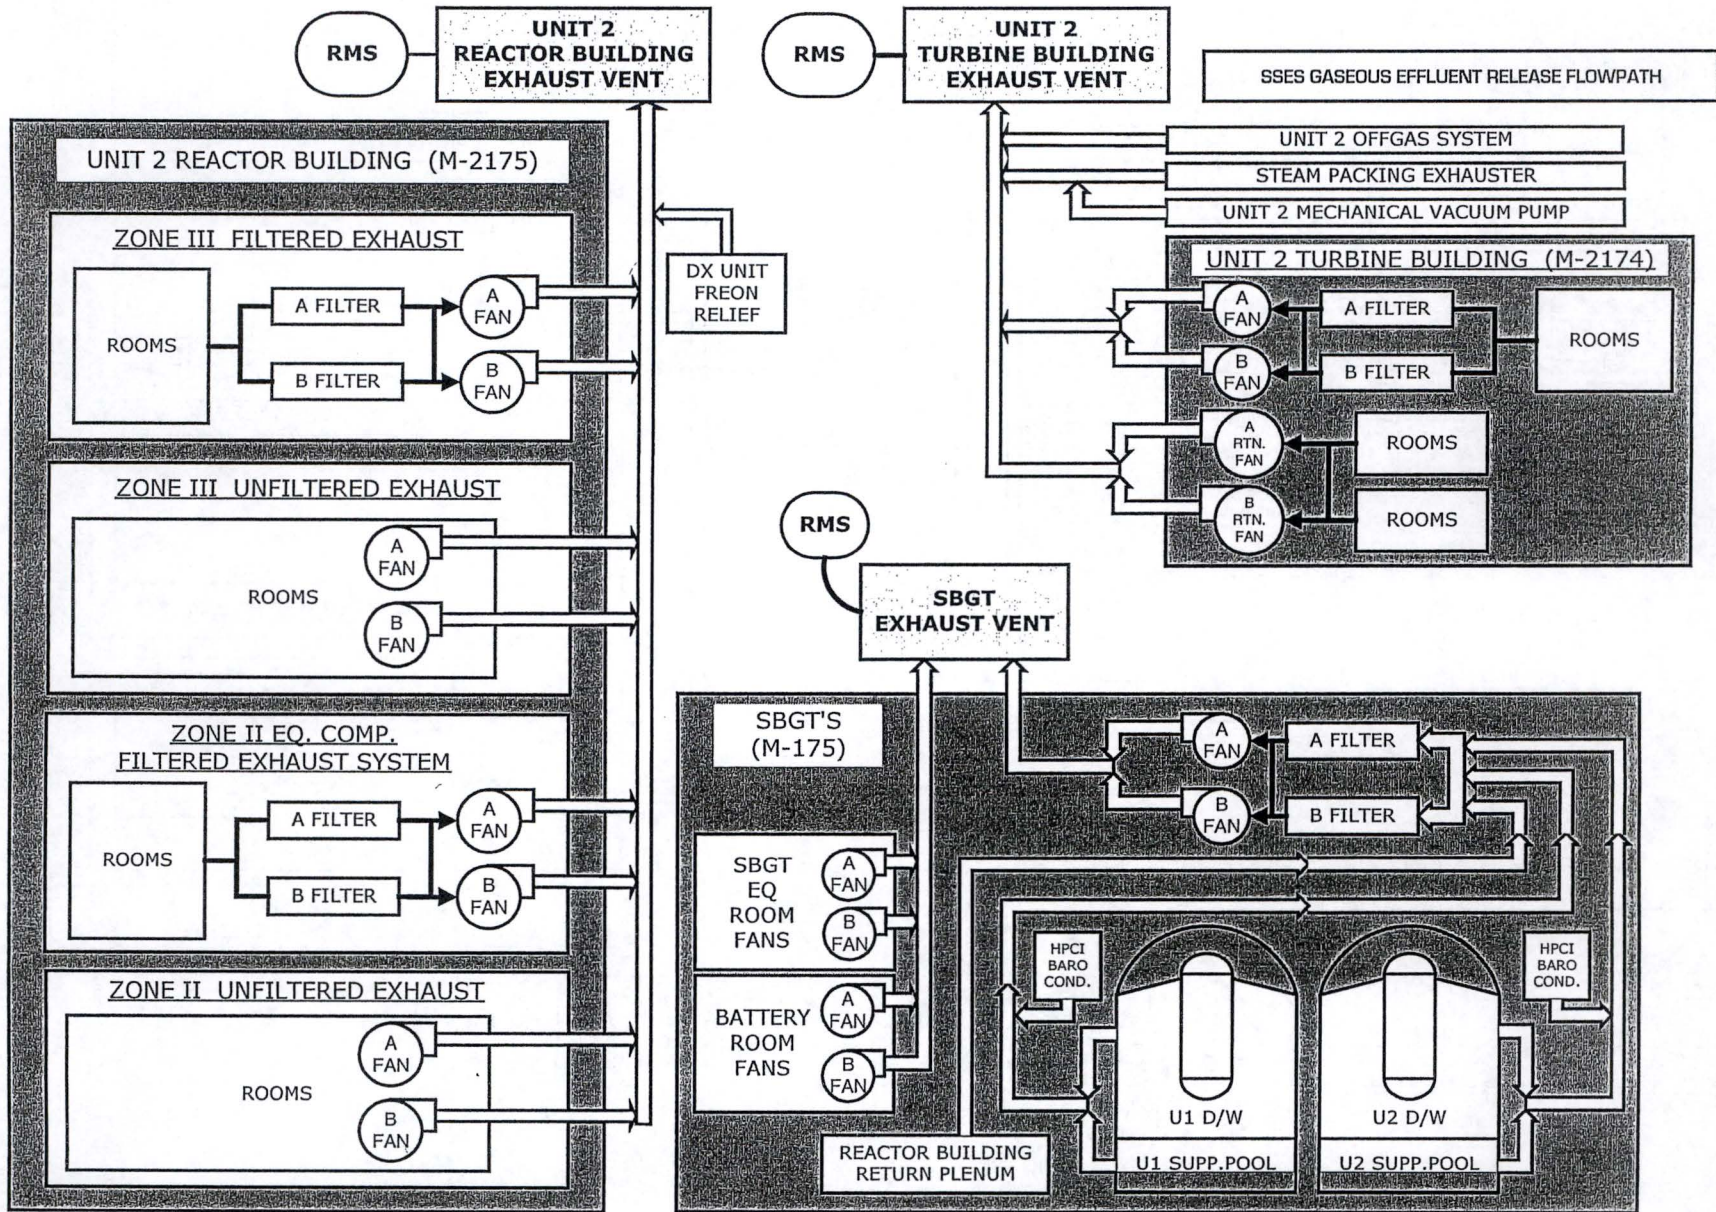 RMS
UNIT 2
REACTOR BUILDING
EXHAUST VENT
RMS
UNIT 2
TURBINE BUILDING
EXHAUST VENT
SSES GASEOUS EFFLUENT RELEASE FLOWPATH
UNIT 2 REACTOR BUILDING (M-2175)
ZONE III FILTERED EXHAUST
ROOMS
A FILTER
B FILTER
A
FAN
B
FAN
DX UNIT
FREON
RELIEF
ZONE III UNFILTERED EXHAUST
ROOMS
A
FAN
B
FAN
ZONE II EQ. COMP.
FILTERED EXHAUST SYSTEM
ROOMS
A FILTER
B FILTER
A
FAN
B
FAN
ZONE II UNFILTERED EXHAUST
ROOMS
A
FAN
B
FAN
UNIT 2 OFFGAS SYSTEM
STEAM PACKING EXHAUSTER
UNIT 2 MECHANICAL VACUUM PUMP
UNIT 2 TURBINE BUILDING (M-2174)
A
FAN
B
FAN
A FILTER
B FILTER
ROOMS
A
RTN.
FAN
B
RTN.
FAN
ROOMS
ROOMS
RMS
SBGT
EXHAUST VENT
SBGT'S
(M-175)
A
FAN
B
FAN
A FILTER
B FILTER
SBGT
EQ
ROOM
FANS
A
FAN
B
FAN
BATTERY
ROOM
FANS
A
FAN
B
FAN
REACTOR BUILDING
RETURN PLENUM
HPCI
BARO
COND.
HPCI
BARO
COND.
U1 D/W
U1 SUPP.POOL
U2 D/W
U2 SUPP.POOL